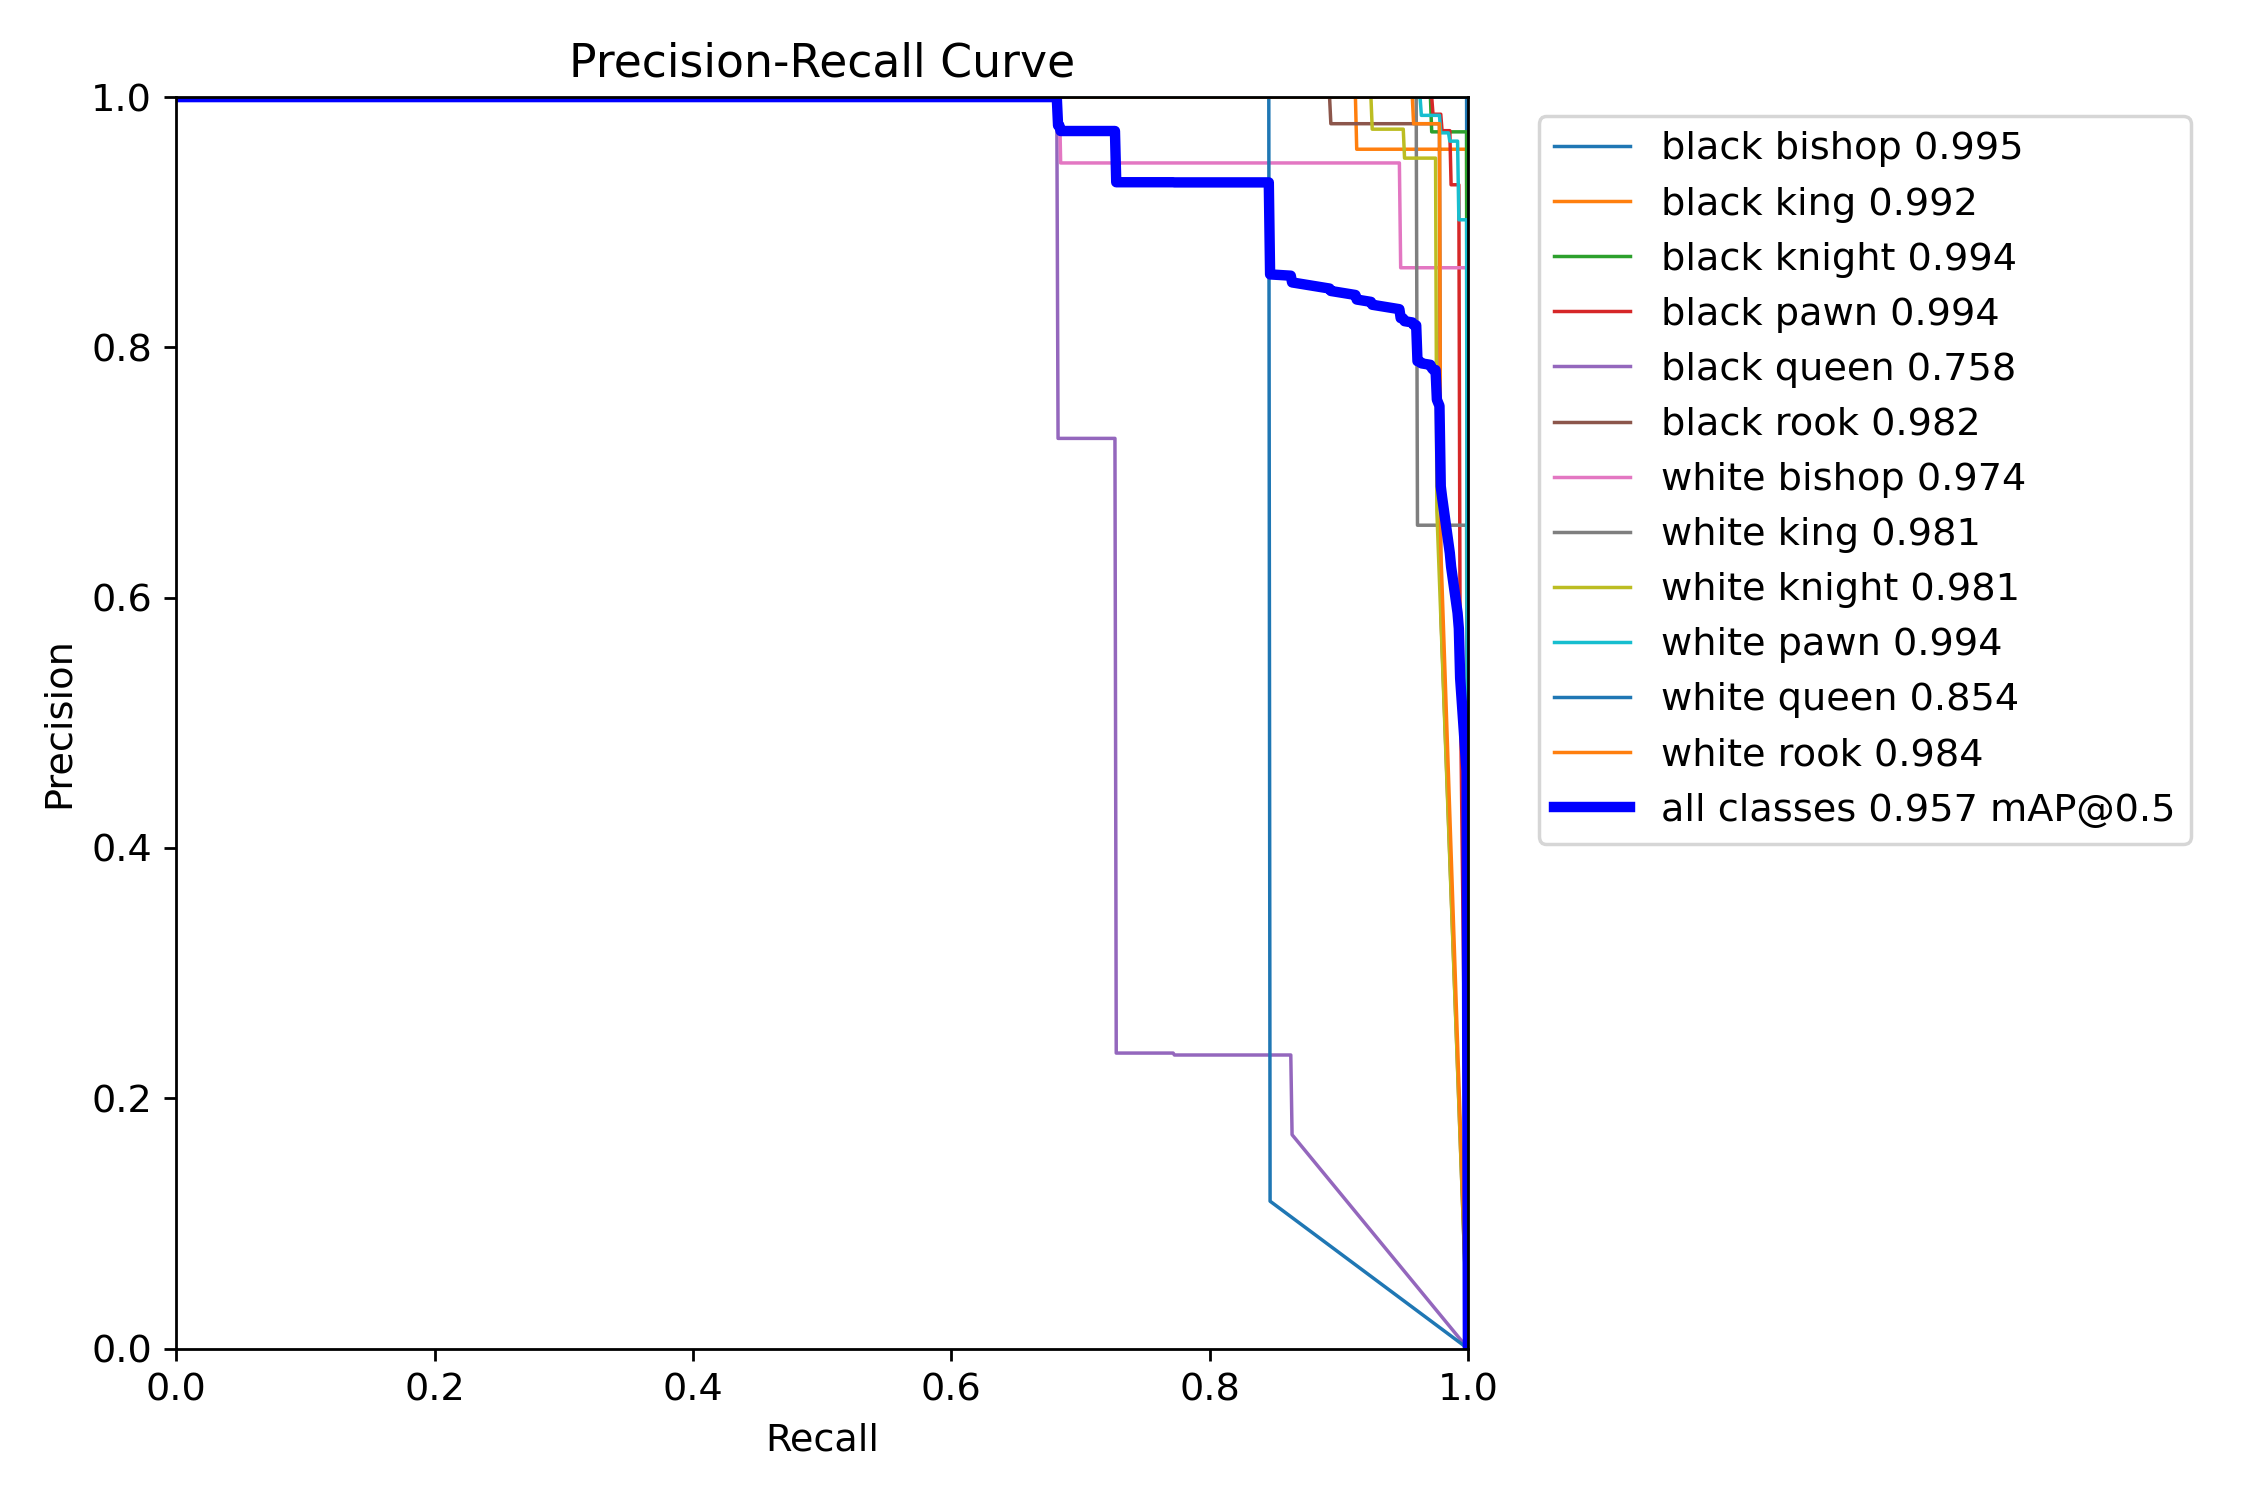 Precision-Recall Curve
1.0
0.8
0.6
0.4
0.2
0.0
Precision
0.0 0.2 0.4 0.6 0.8 1.0
Recall
black bishop 0.995
black king 0.992
black knight 0.994
black pawn 0.994
black queen 0.758
black rook 0.982
white bishop 0.974
white king 0.981
white knight 0.981
white pawn 0.994
white queen 0.854
white rook 0.984
all classes 0.957 mAP@0.5